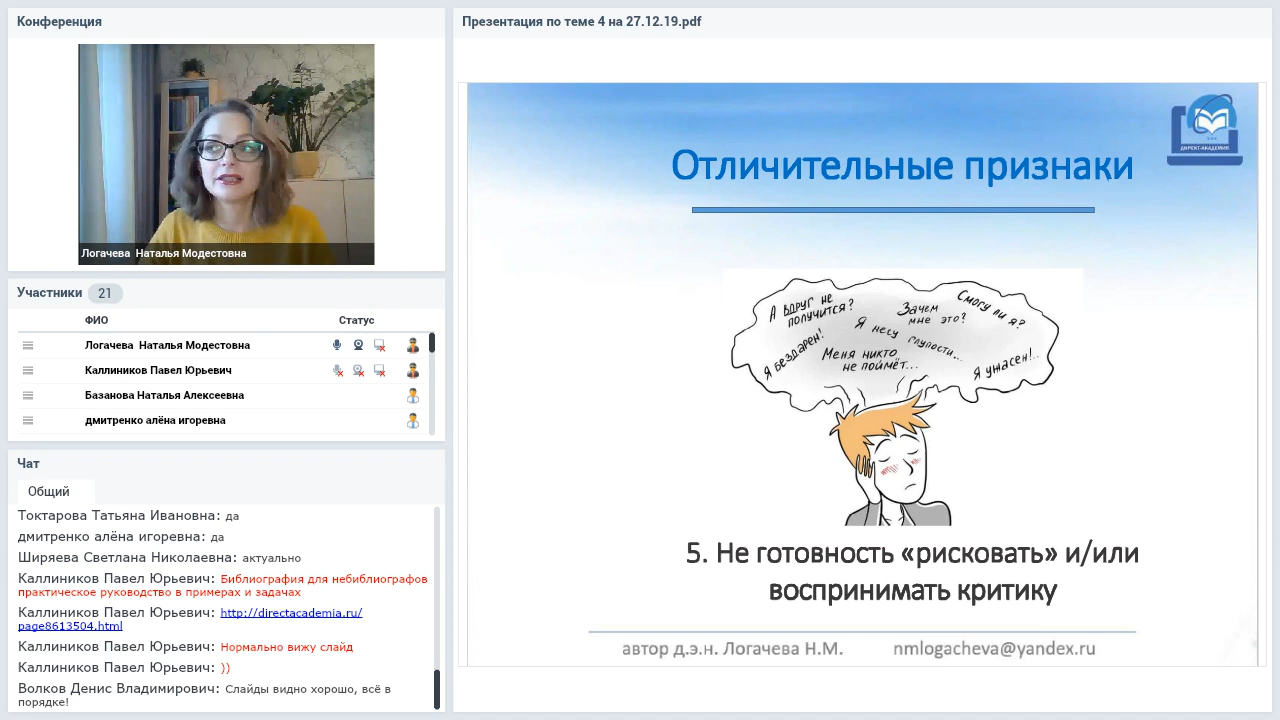 Конференция
Логачева Наталья Модестовна
Участники 21
ФИО Статус
Логачева Наталья Модестовна
Каллиников Павел Юрьевич
Базанова Наталья Алексеевна
дмитренко алёна игоревна
Чат
Общий
Токтарова Татьяна Ивановна: да
дмитренко алёна игоревна: да
Ширяева Светлана Николаевна: актуально
Каллиников Павел Юрьевич: Библиография для небиблиографов
практическое руководство в примерах и задачах
Каллиников Павел Юрьевич: http://directacademia.ru/
page8613504.html
Каллиников Павел Юрьевич: Нормально вижу слайд
Каллиников Павел Юрьевич: ))
Волков Денис Владимирович: Слайды видно хорошо, всё в
порядке!
Презентация по теме 4 на 27.12.19.pdf
ДИРЕКТ-АКАДЕМИЯ
Отличительные признаки
А вдруг не
получится?
Зачем
мне это?
Смогу ли я?
Я несу глупости...
Я бездарен!
Меня никто
не поймёт...
Я ужасен!..
5. Не готовность «рисковать» и/или
воспринимать критику
автор д.э.н. Логачева Н.М. nmlogacheva@yandex.ru